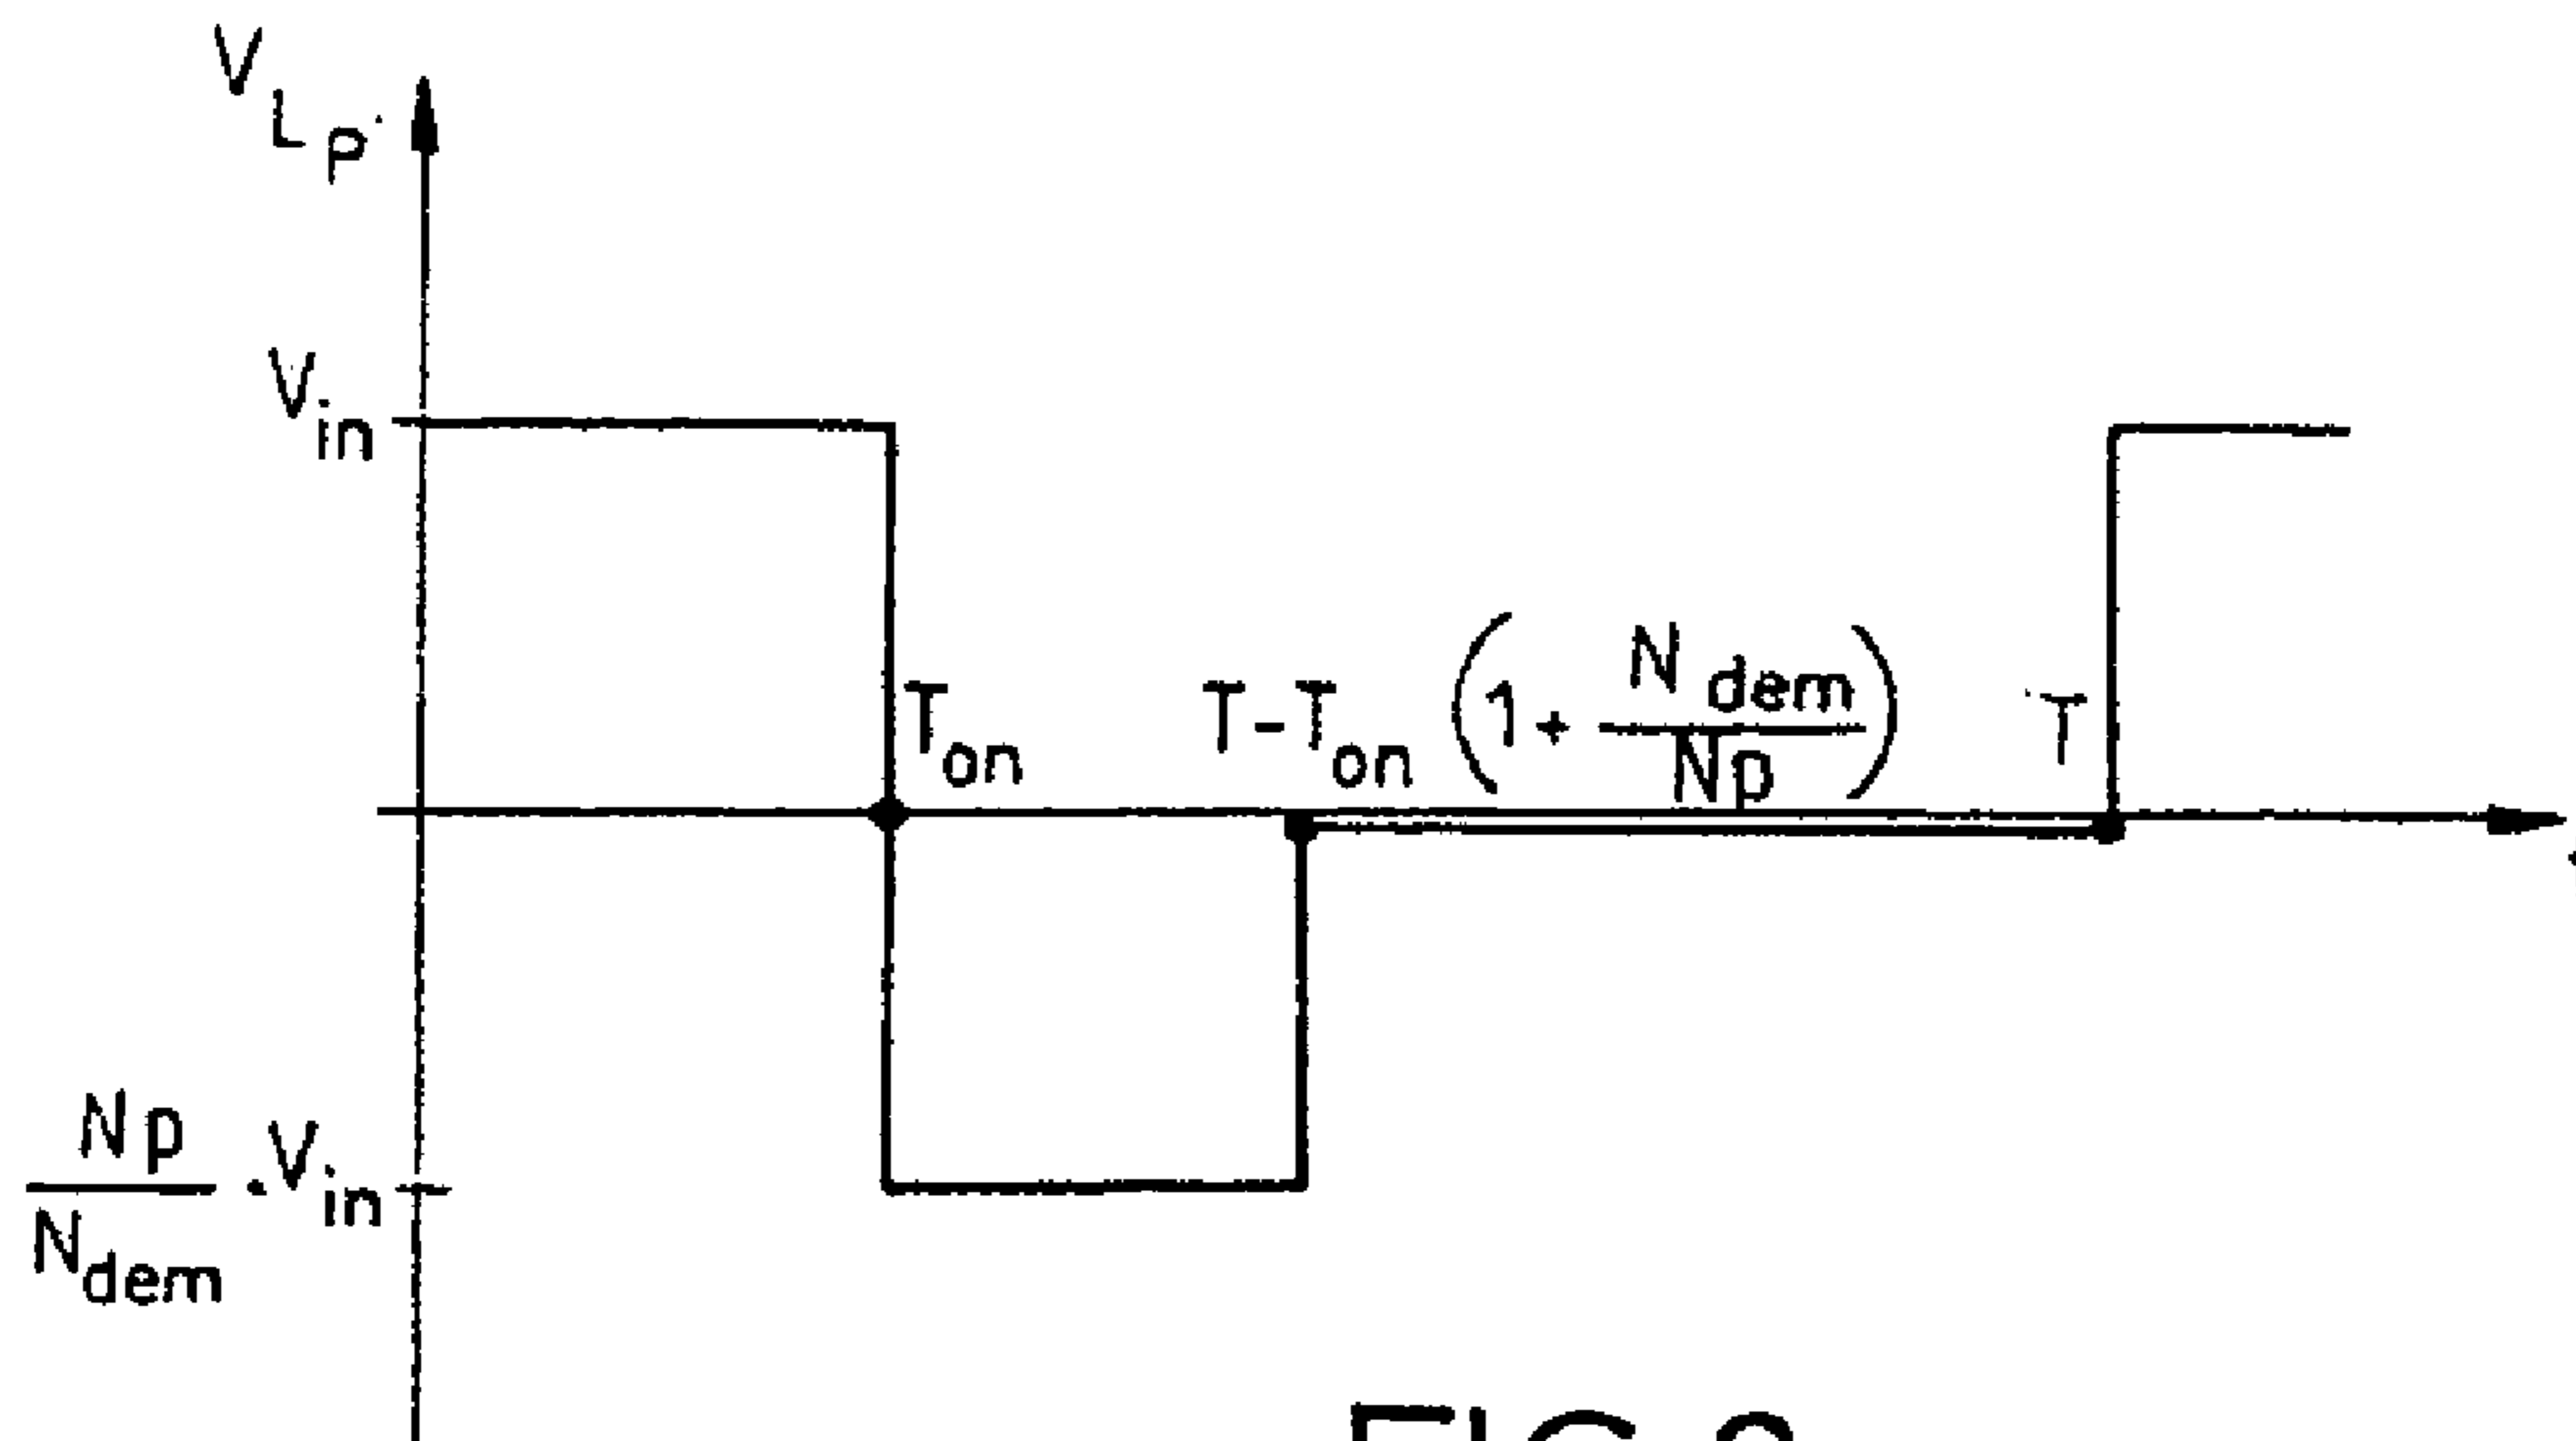 V_Lp
V_in
T_on
T-T_on (1 + N_dem/Np)
T
Np/N_dem .V_in